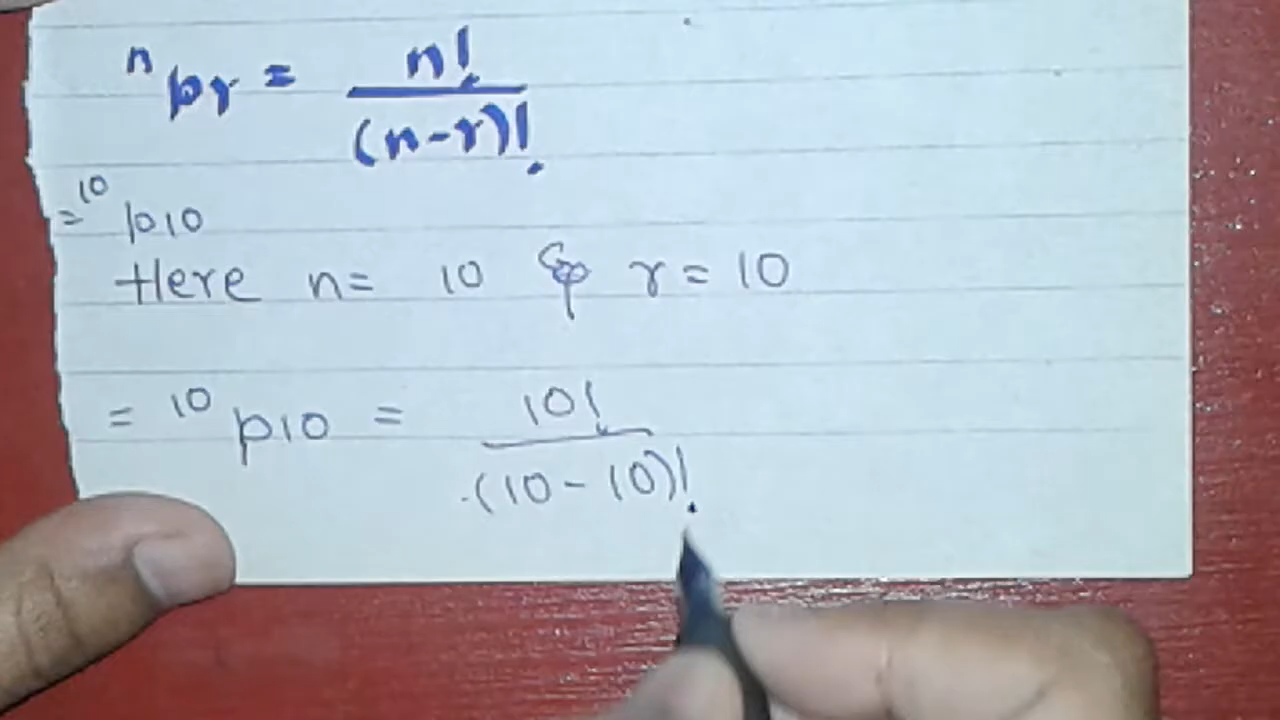 ⁿpr = n! / (n-r)!
= ¹⁰p10
Here n= 10 & r = 10
= ¹⁰p10 = 10! / (10-10)!